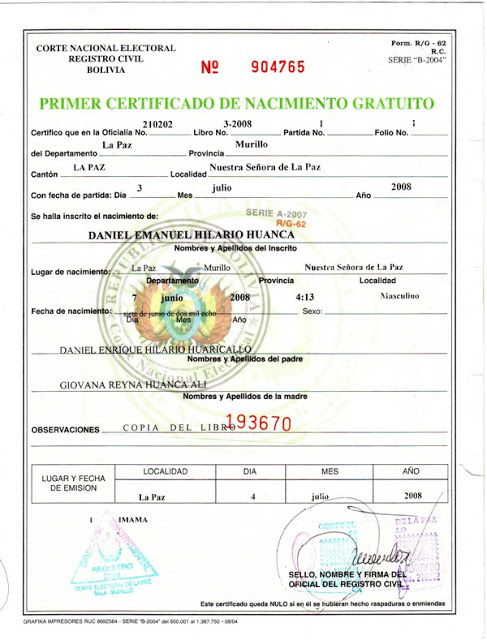 CORTE NACIONAL ELECTORAL
REGISTRO CIVIL
BOLIVIA
Nº 904765
Form. R/G - 62
R.C.
SERIE "B-2004"
PRIMER CERTIFICADO DE NACIMIENTO GRATUITO
Certifico que en la Oficialía No. 210202 Libro No. 3-2008 Partida No. 1 Folio No. 1
del Departamento La Paz Provincia Murillo
Cantón LA PAZ Localidad Nuestra Señora de La Paz
Con fecha de partida: Día 3 Mes julio Año 2008
Se halla inscrito el nacimiento de:
SERIE A-2007
R/G-62
DANIEL EMANUEL HILARIO HUANCA
Nombres y Apellidos del Inscrito
Lugar de nacimiento: La Paz Murillo Nuestra Señora de La Paz
Departamento Provincia Localidad
7 junio 2008 4:13 Masculino
Fecha de nacimiento: siete de junio de dos mil ocho Sexo:
Dia Mes Año
DANIEL ENRIQUE HILARIO HUARICALLO
Nombres y Apellidos del padre
GIOVANA REYNA HUANCA ALI
Nombres y Apellidos de la madre
OBSERVACIONES COPIA DEL LIBRO 193670
LUGAR Y FECHA DE EMISION
LOCALIDAD DIA MES AÑO
La Paz 4 julio 2008
1 IMAMA
REGISTRO
CIVIL
SELLO, NOMBRE Y FIRMA DEL
OFICIAL DEL REGISTRO CIVIL
Este certificado queda NULO si en él se hubieran hecho raspaduras o enmiendas
GRAFIKA IMPRESORES RUC 8692564 - SERIE "B-2004" del 600.001 al 1.387.750 - 08/04